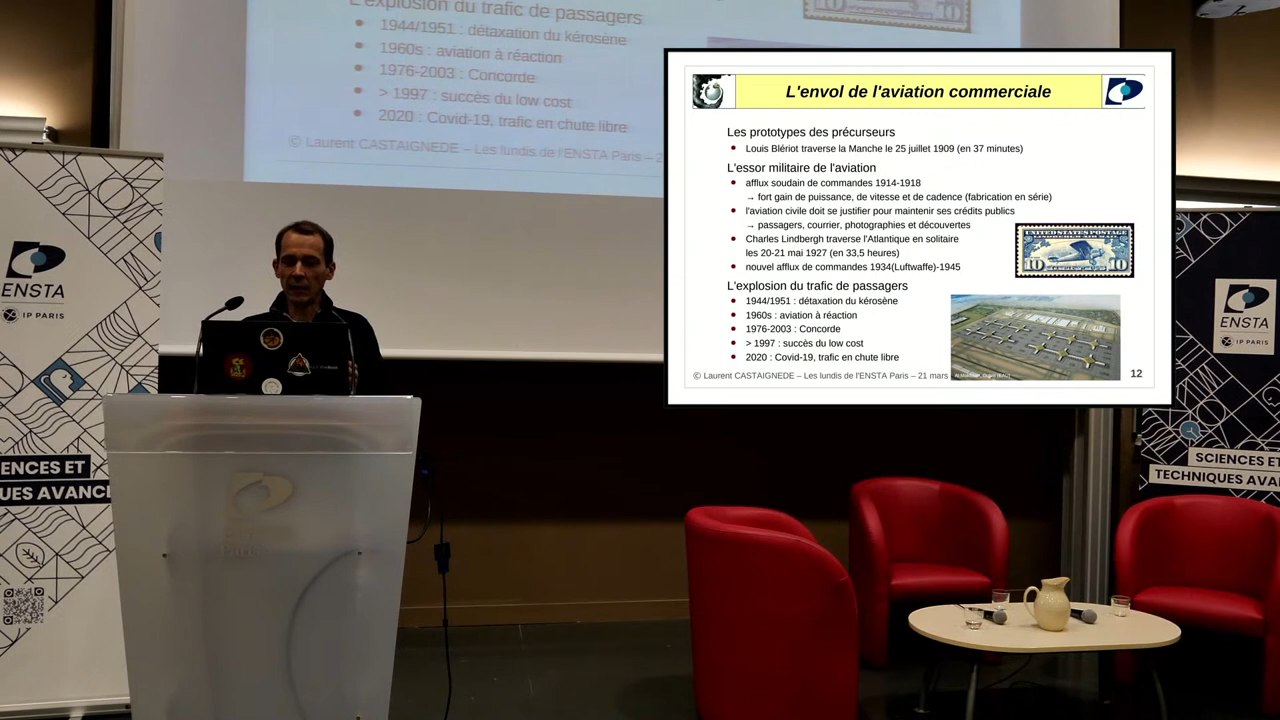 L'explosion du trafic de passagers
1944/1951 : détaxation du kérosène
1960s : aviation à réaction
1976-2003 : Concorde
> 1997 : succès du low cost
2020 : Covid-19, trafic en chute libre
© Laurent CASTAIGNEDE – Les lundis de l'ENSTA Paris – 2
10
L'envol de l'aviation commerciale
Les prototypes des précurseurs
Louis Blériot traverse la Manche le 25 juillet 1909 (en 37 minutes)
L'essor militaire de l'aviation
afflux soudain de commandes 1914-1918
→ fort gain de puissance, de vitesse et de cadence (fabrication en série)
l'aviation civile doit se justifier pour maintenir ses crédits publics
→ passagers, courrier, photographies et découvertes
Charles Lindbergh traverse l'Atlantique en solitaire
les 20-21 mai 1927 (en 33,5 heures)
nouvel afflux de commandes 1934(Luftwaffe)-1945
UNITED STATES POSTAGE
LINDBERGH AIR MAIL
10 10
L'explosion du trafic de passagers
1944/1951 : détaxation du kérosène
1960s : aviation à réaction
1976-2003 : Concorde
> 1997 : succès du low cost
2020 : Covid-19, trafic en chute libre
© Laurent CASTAIGNEDE – Les lundis de l'ENSTA Paris – 21 mars
12
ENSTA
IP PARIS
IENCES ET
UES AVANC
ENSTA
IP PARIS
SCIENCES ET
TECHNIQUES AVA